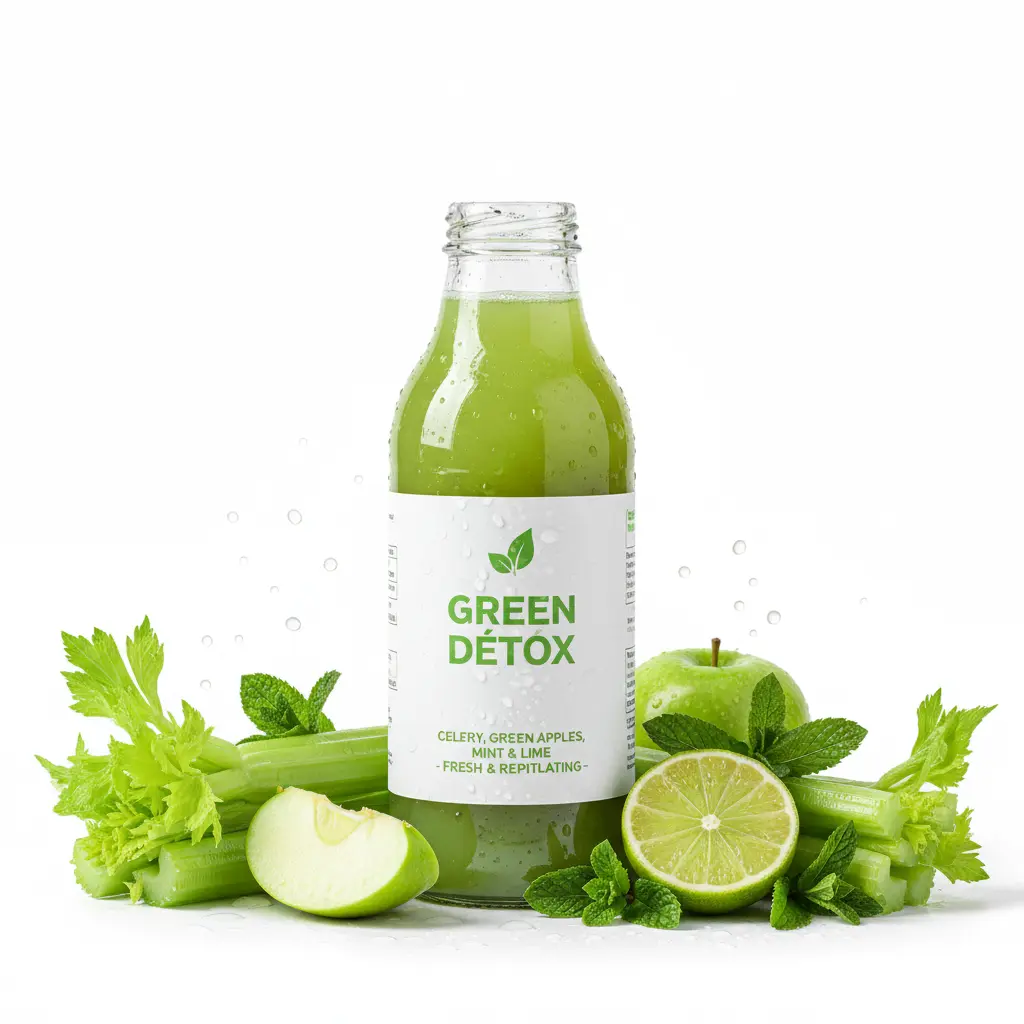 GREEN
DÉTOX
CELERY, GREEN APPLES,
MINT & LIME
- FRESH & REPITLATING -